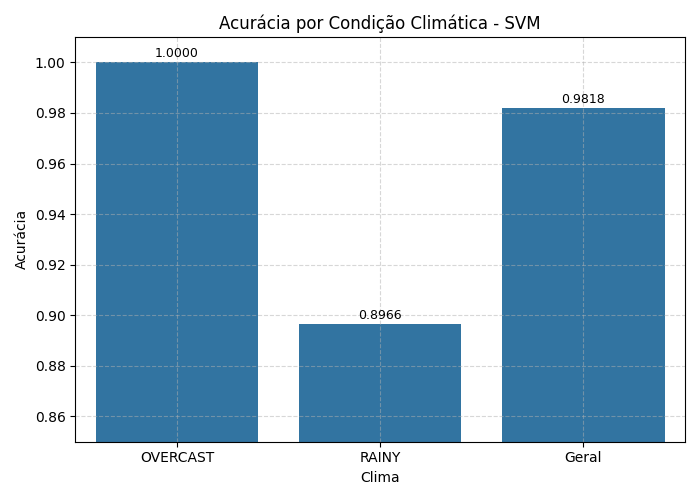 Acurácia por Condição Climática - SVM
1.0000
0.8966
0.9818
1.00
0.98
0.96
0.94
0.92
0.90
0.88
0.86
Acurácia
OVERCAST
RAINY
Geral
Clima